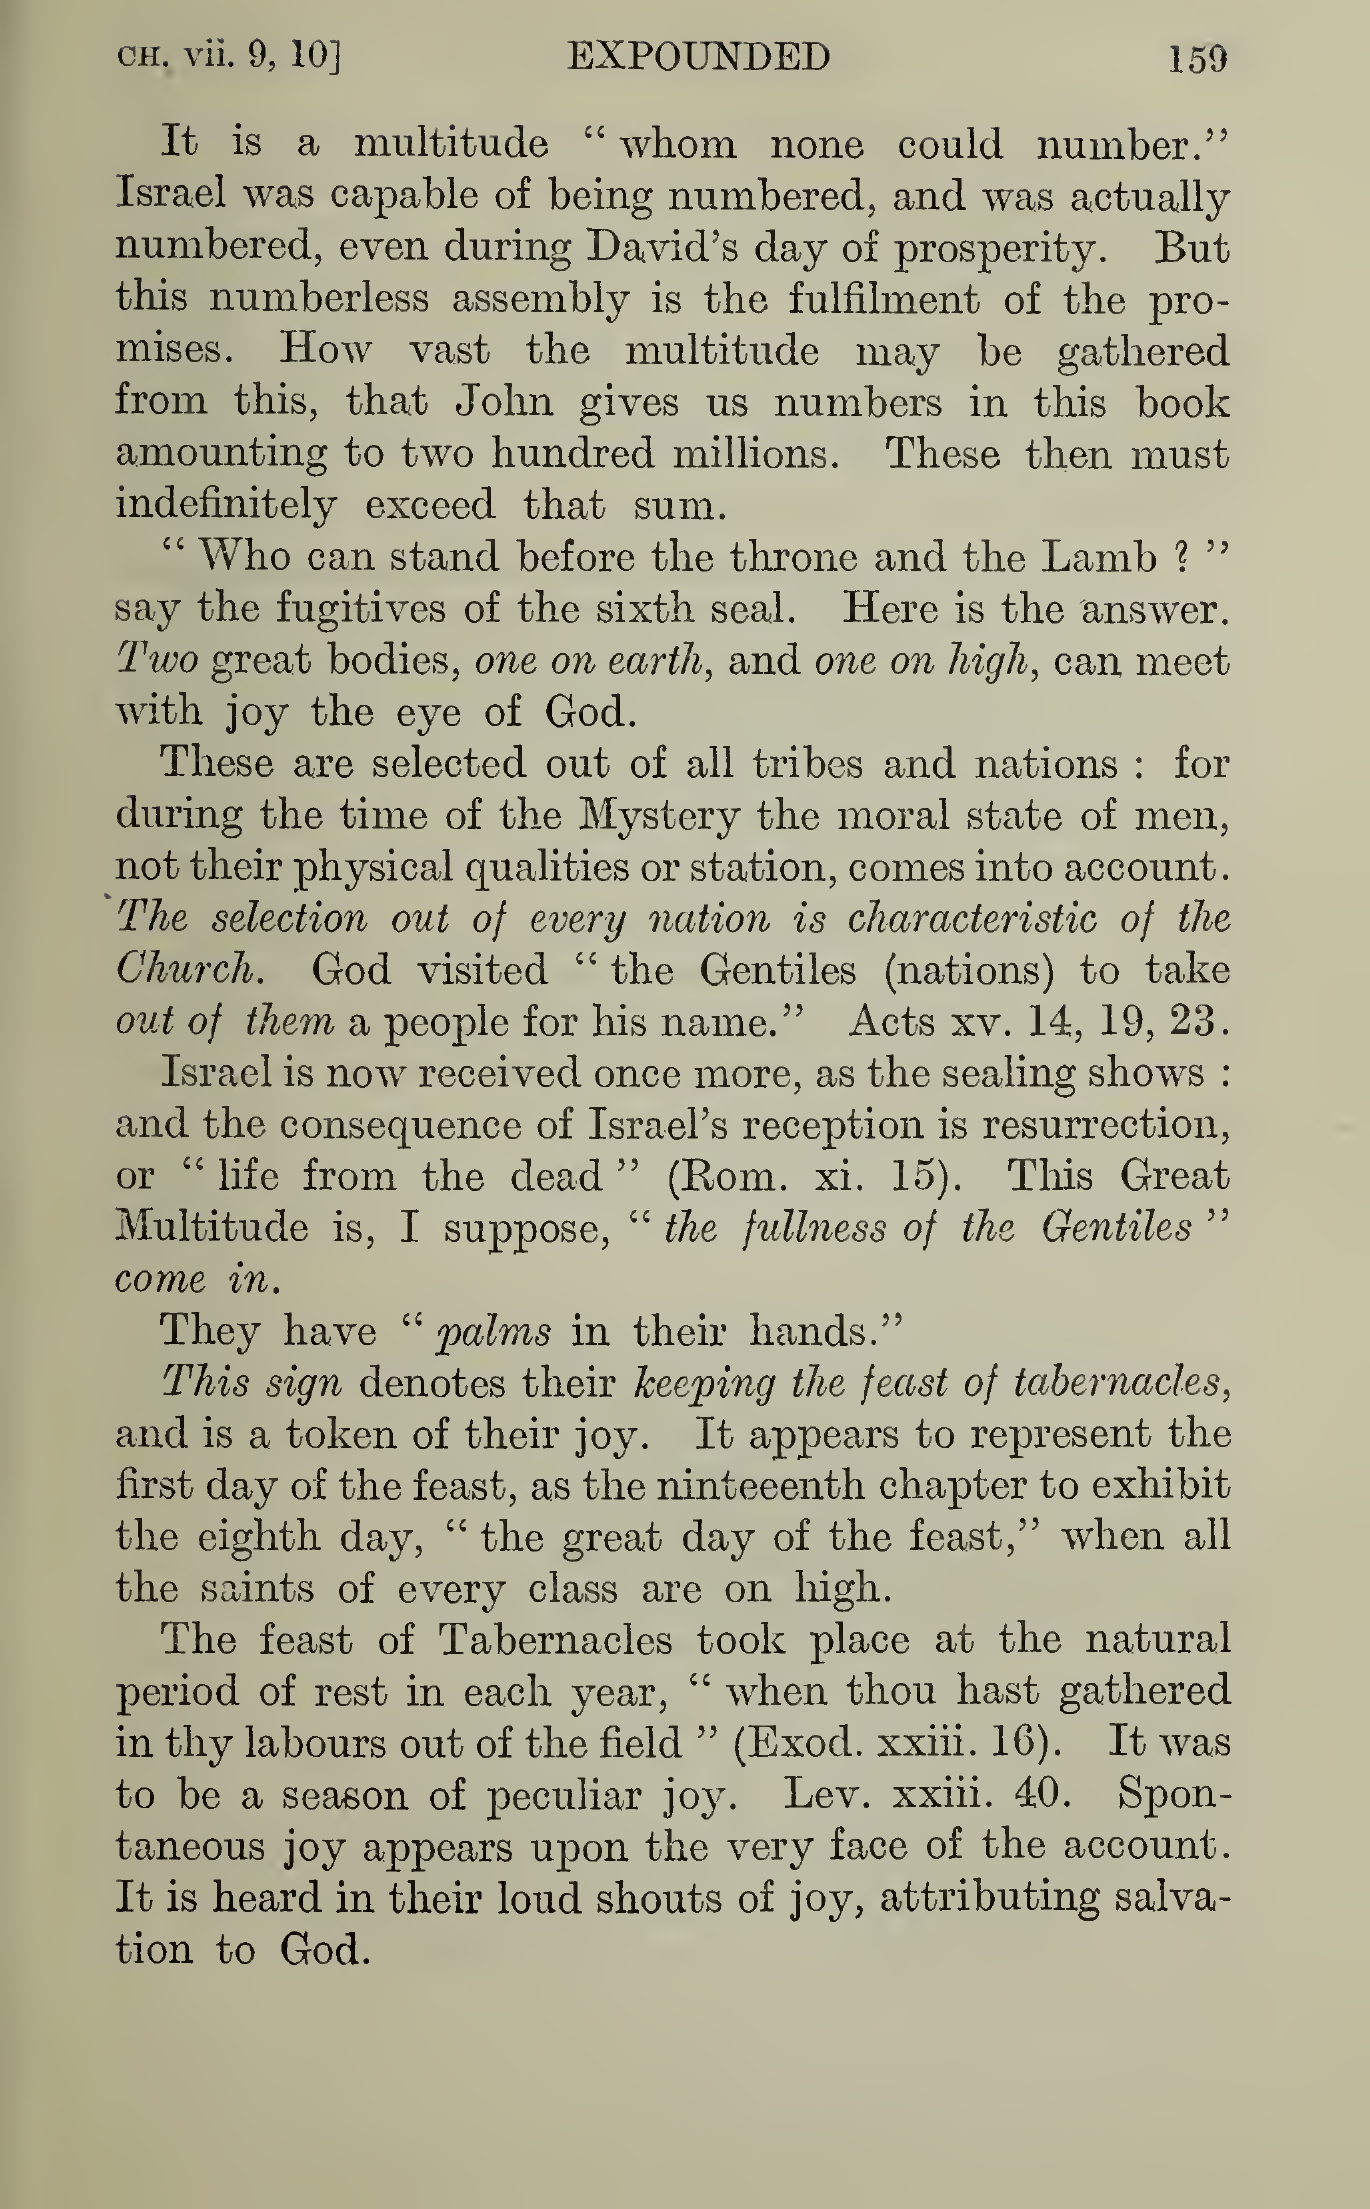 CH. vii. 9, 10] EXPOUNDED 159
It is a multitude “ whom none could number.”
Israel was capable of being numbered, and was actually
numbered, even during David’s day of prosperity. But
this numberless assembly is the fulfilment of the pro-
mises. How vast the multitude may be gathered
from this, that John gives us numbers in this book
amounting to two hundred millions. These then must
indefinitely exceed that sum.
“ Who can stand before the throne and the Lamb ? ”
say the fugitives of the sixth seal. Here is the answer.
Two great bodies, one on earth, and one on high, can meet
with joy the eye of God.
These are selected out of all tribes and nations : for
during the time of the Mystery the moral state of men,
not their physical qualities or station, comes into account.
The selection out of every nation is characteristic of the
Church. God visited “ the Gentiles (nations) to take
out of them a people for his name.” Acts xv. 14, 19, 23.
Israel is now received once more, as the sealing shows :
and the consequence of Israel’s reception is resurrection,
or “ life from the dead ” (Rom. xi. 15). This Great
Multitude is, I suppose, “ the fullness of the Gentiles ”
come in.
They have “ palms in their hands.”
This sign denotes their keeping the feast of tabernacles,
and is a token of their joy. It appears to represent the
first day of the feast, as the ninteeenth chapter to exhibit
the eighth day, “ the great day of the feast,” when all
the saints of every class are on high.
The feast of Tabernacles took place at the natural
period of rest in each year, “ when thou hast gathered
in thy labours out of the field ” (Exod. xxiii. 16). It was
to be a season of peculiar joy. Lev. xxiii. 40. Spon-
taneous joy appears upon the very face of the account.
It is heard in their loud shouts of joy, attributing salva-
tion to God.